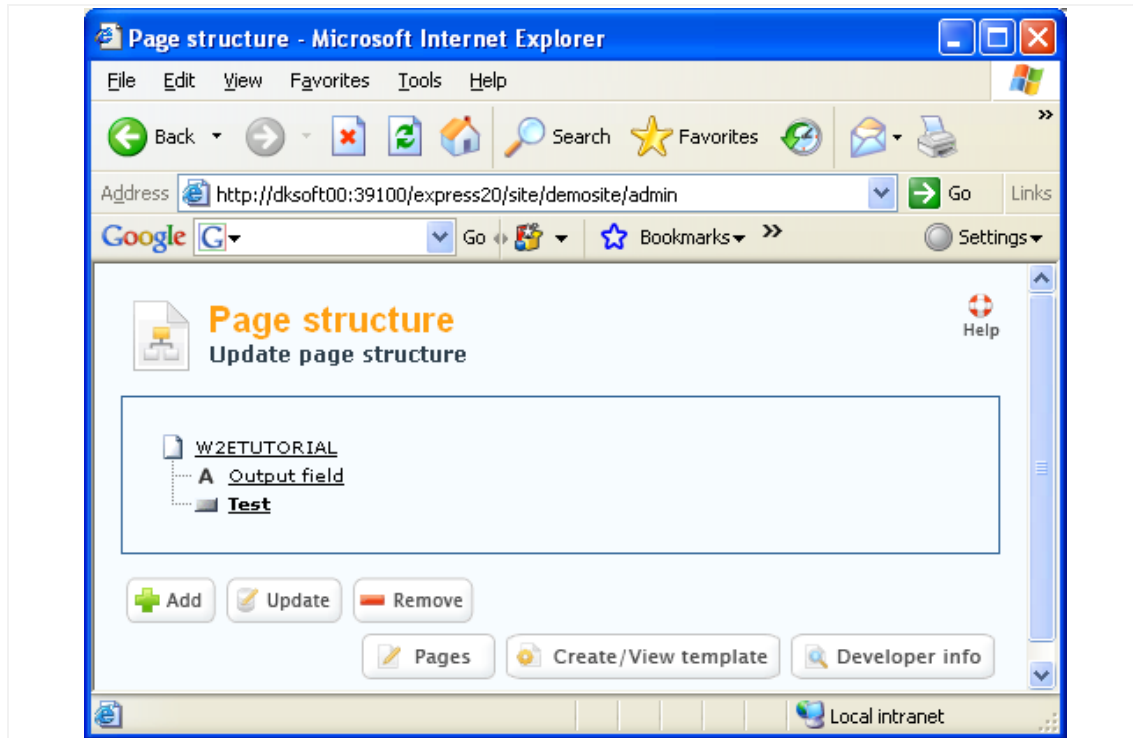 Page structure - Microsoft Internet Explorer
File Edit View Favorites Tools Help
Back Search Favorites »
Address http://dksoft00:39100/express20/site/demosite/admin Go Links
Google G Go Bookmarks » Settings
Page structure
Help
Update page structure
W2ETUTORIAL
A Output field
Test
Add Update Remove
Pages Create/View template Developer info
Local intranet